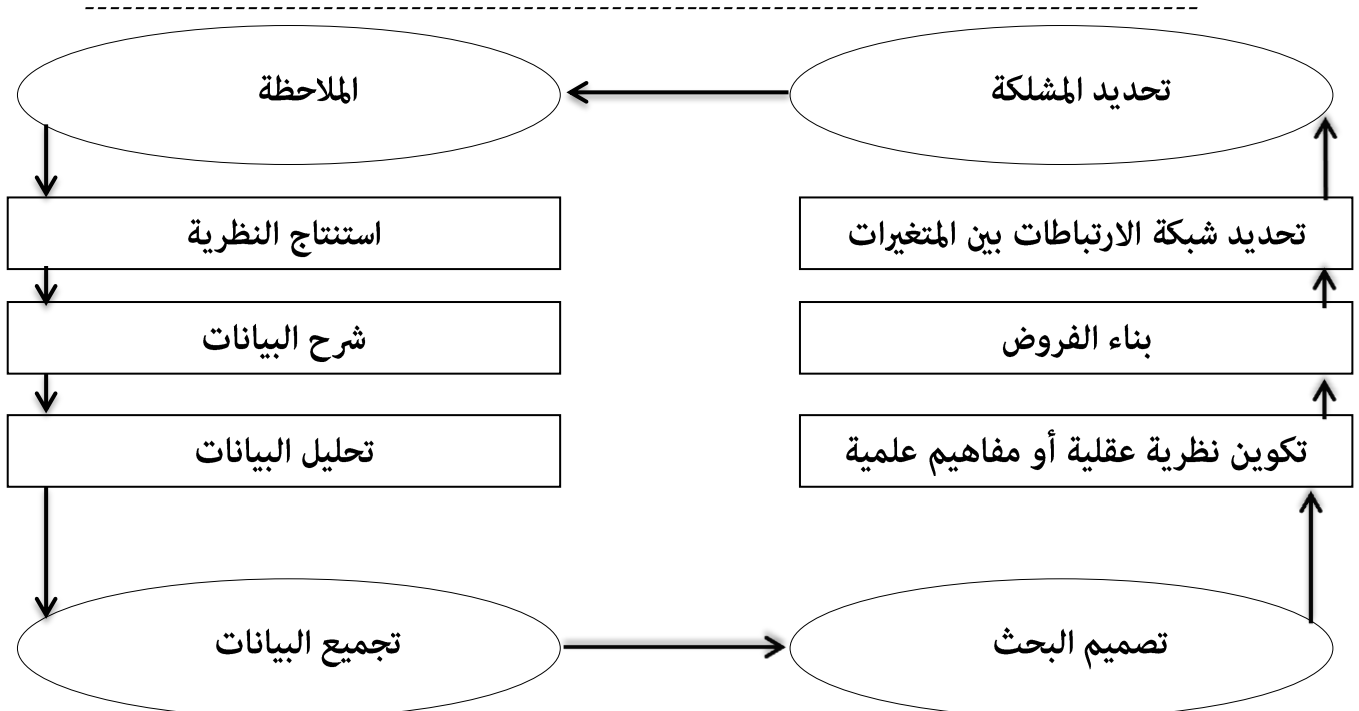 تحديد المشلكة
الملاحظة
تحديد شبكة الارتباطات بين المتغيرات
استنتاج النظرية
بناء الفروض
شرح البيانات
تكوين نظرية عقلية أو مفاهيم علمية
تحليل البيانات
تصميم البحث
تجميع البيانات